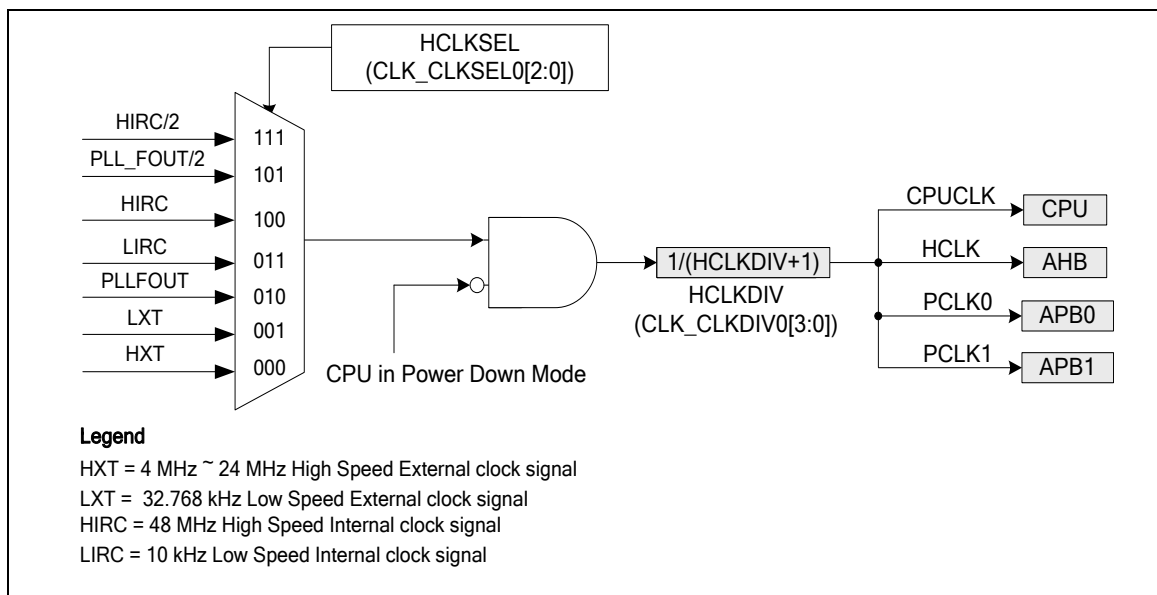 HCLKSEL
(CLK_CLKSEL0[2:0])
HIRC/2
111
PLL_FOUT/2
101
HIRC
100
LIRC
011
PLLFOUT
010
LXT
001
HXT
000
CPU in Power Down Mode
1/(HCLKDIV+1)
HCLKDIV
(CLK_CLKDIV0[3:0])
CPUCLK
CPU
HCLK
AHB
PCLK0
APB0
PCLK1
APB1
Legend
HXT = 4 MHz ~ 24 MHz High Speed External clock signal
LXT = 32.768 kHz Low Speed External clock signal
HIRC = 48 MHz High Speed Internal clock signal
LIRC = 10 kHz Low Speed Internal clock signal